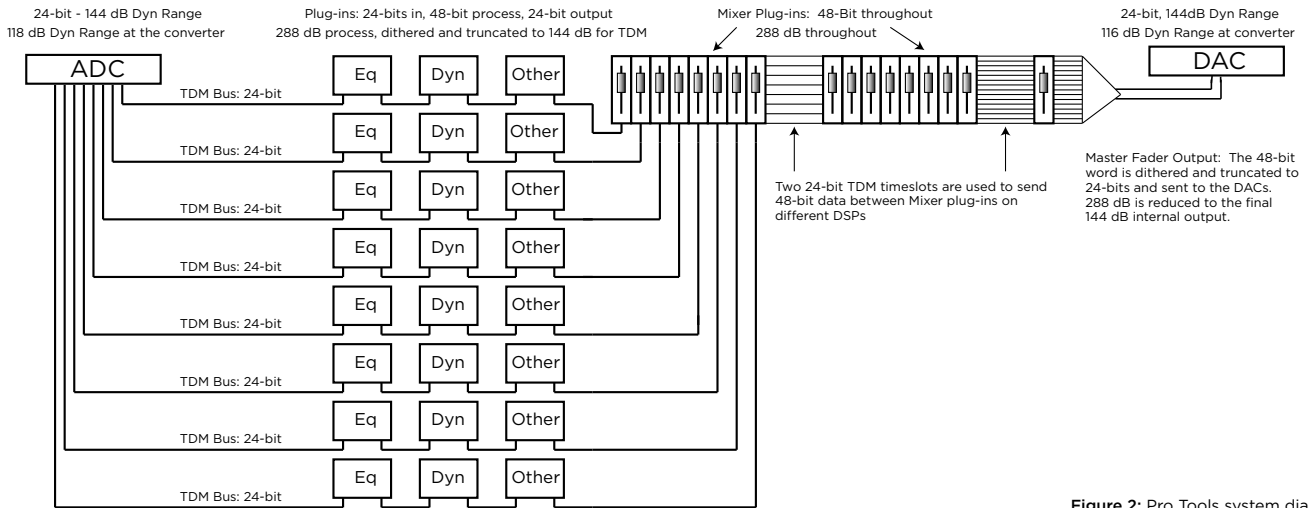 24-bit - 144 dB Dyn Range
118 dB Dyn Range at the converter
Plug-ins: 24-bits in, 48-bit process, 24-bit output
288 dB process, dithered and truncated to 144 dB for TDM
Mixer Plug-ins: 48-Bit throughout
288 dB throughout
24-bit, 144dB Dyn Range
116 dB Dyn Range at converter
ADC
DAC
Eq Dyn Other
TDM Bus: 24-bit
Eq Dyn Other
TDM Bus: 24-bit
Eq Dyn Other
TDM Bus: 24-bit
Eq Dyn Other
TDM Bus: 24-bit
Eq Dyn Other
TDM Bus: 24-bit
Eq Dyn Other
TDM Bus: 24-bit
Eq Dyn Other
TDM Bus: 24-bit
Eq Dyn Other
TDM Bus: 24-bit
Two 24-bit TDM timeslots are used to send
48-bit data between Mixer plug-ins on
different DSPs
Master Fader Output: The 48-bit
word is dithered and truncated to
24-bits and sent to the DACs.
288 dB is reduced to the final
144 dB internal output.
Figure 2: Pro Tools system dia